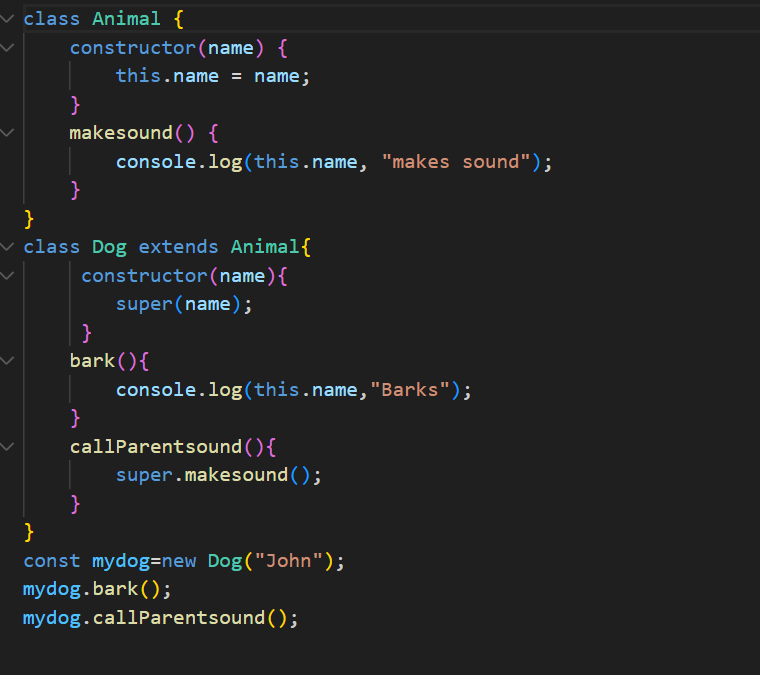 class Animal {
    constructor(name) {
        this.name = name;
    }
    makesound() {
        console.log(this.name, "makes sound");
    }
}
class Dog extends Animal{
     constructor(name){
        super(name);
     }
    bark(){
        console.log(this.name,"Barks");
    }
    callParentsound(){
        super.makesound();
    }
}
const mydog=new Dog("John");
mydog.bark();
mydog.callParentsound();